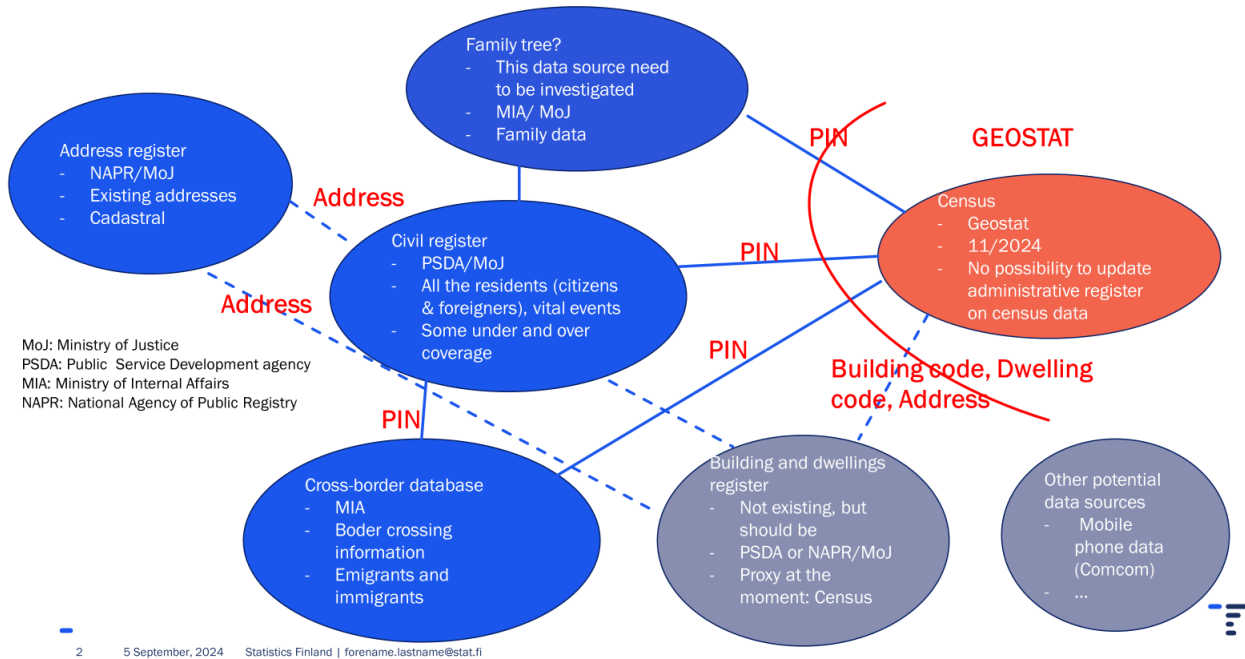 Family tree?
- This data source need
to be investigated
- MIA/ MoJ
- Family data
PIN
GEOSTAT
Address register
- NAPR/MoJ
- Existing addresses
- Cadastral
Address
Census
- Geostat
- 11/2024
- No possibility to update
administrative register
on census data
Civil register
- PSDA/MoJ
- All the residents (citizens
& foreigners), vital events
- Some under and over
coverage
PIN
Address
MoJ: Ministry of Justice
PSDA: Public Service Development agency
MIA: Ministry of Internal Affairs
NAPR: National Agency of Public Registry
PIN
Building code, Dwelling
code, Address
PIN
Cross-border database
- MIA
- Boder crossing
information
- Emigrants and
immigrants
Building and dwellings
register
- Not existing, but
should be
- PSDA or NAPR/MoJ
- Proxy at the
moment: Census
Other potential
data sources
- Mobile
phone data
(Comcom)
- ...
2 5 September, 2024 Statistics Finland | forename.lastname@stat.fi